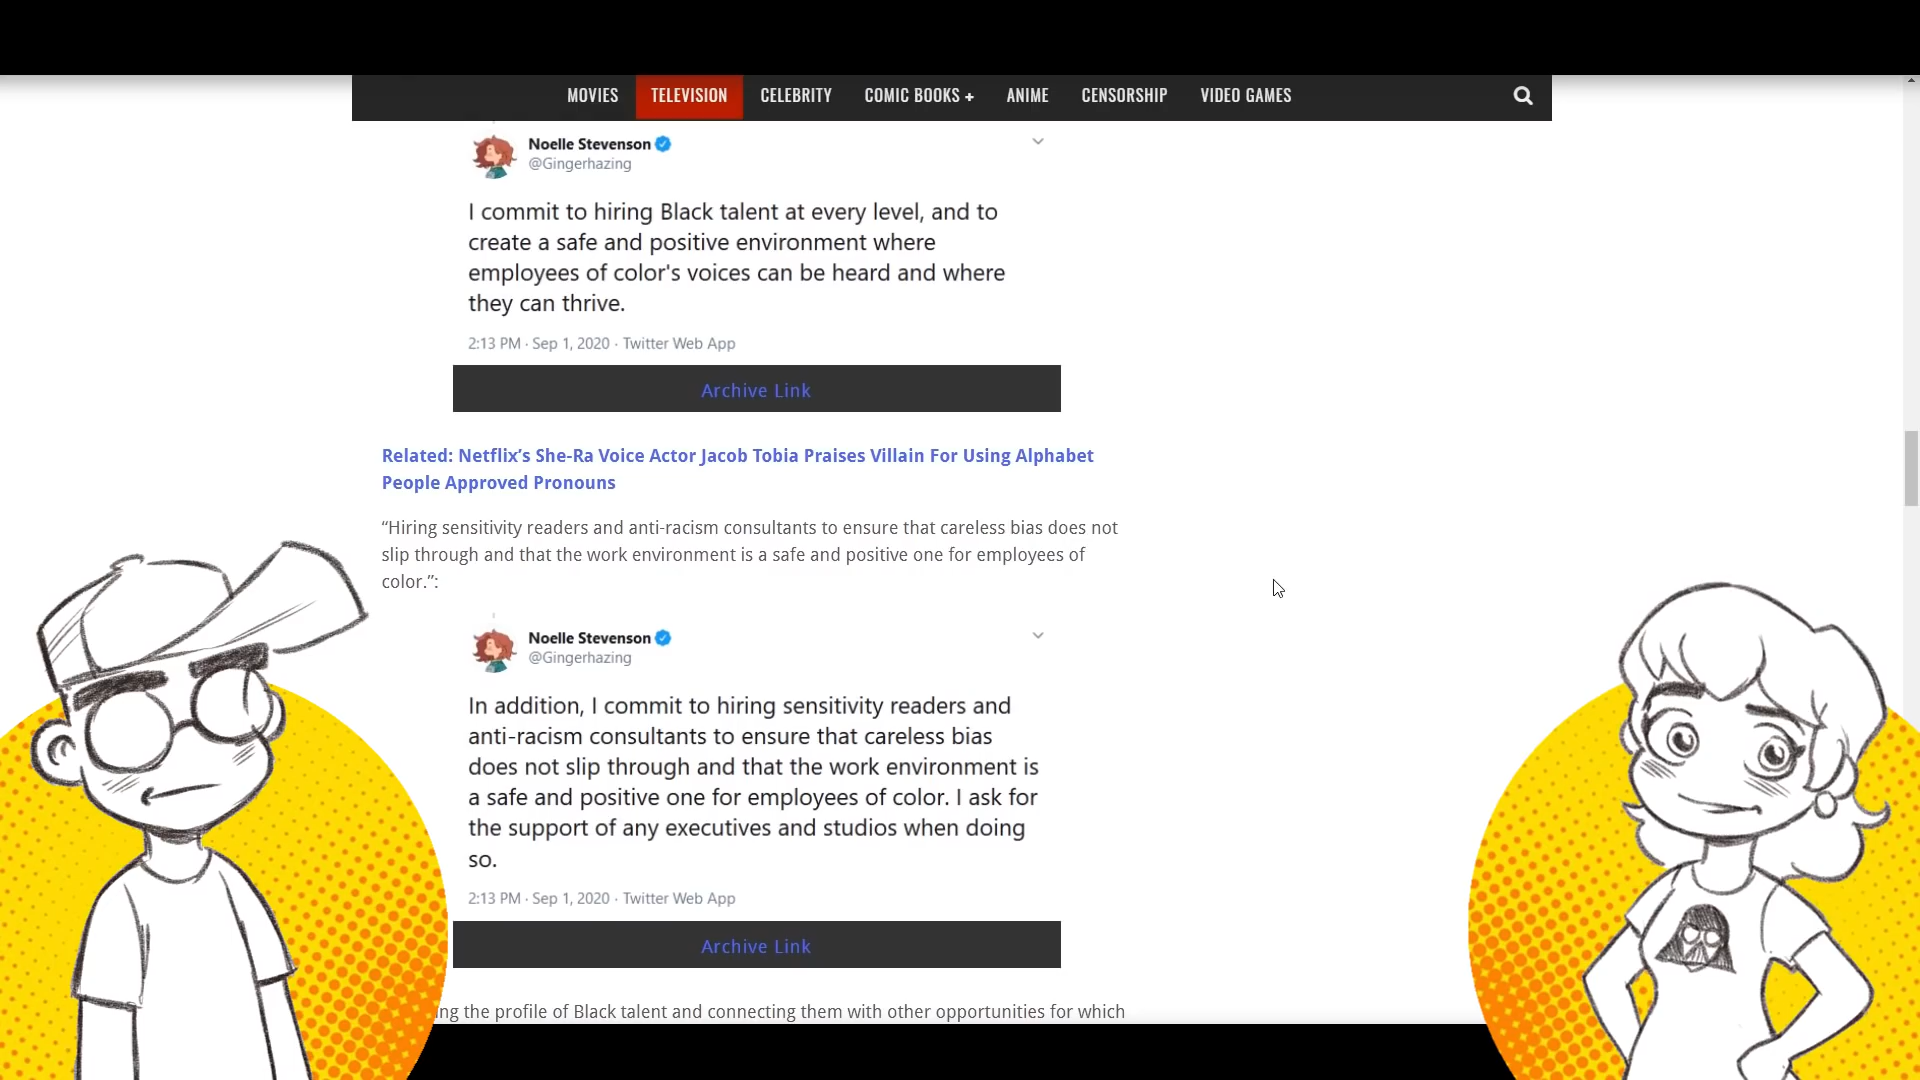 MOVIES TELEVISION CELEBRITY COMIC BOOKS + ANIME CENSORSHIP VIDEO GAMES
Noelle Stevenson
@Gingerhazing
I commit to hiring Black talent at every level, and to
create a safe and positive environment where
employees of color's voices can be heard and where
they can thrive.
2:13 PM · Sep 1, 2020 · Twitter Web App
Archive Link
Related: Netflix’s She-Ra Voice Actor Jacob Tobia Praises Villain For Using Alphabet
People Approved Pronouns
“Hiring sensitivity readers and anti-racism consultants to ensure that careless bias does not
slip through and that the work environment is a safe and positive one for employees of
color.”:
Noelle Stevenson
@Gingerhazing
In addition, I commit to hiring sensitivity readers and
anti-racism consultants to ensure that careless bias
does not slip through and that the work environment is
a safe and positive one for employees of color. I ask for
the support of any executives and studios when doing
so.
2:13 PM · Sep 1, 2020 · Twitter Web App
Archive Link
the profile of Black talent and connecting them with other opportunities for which